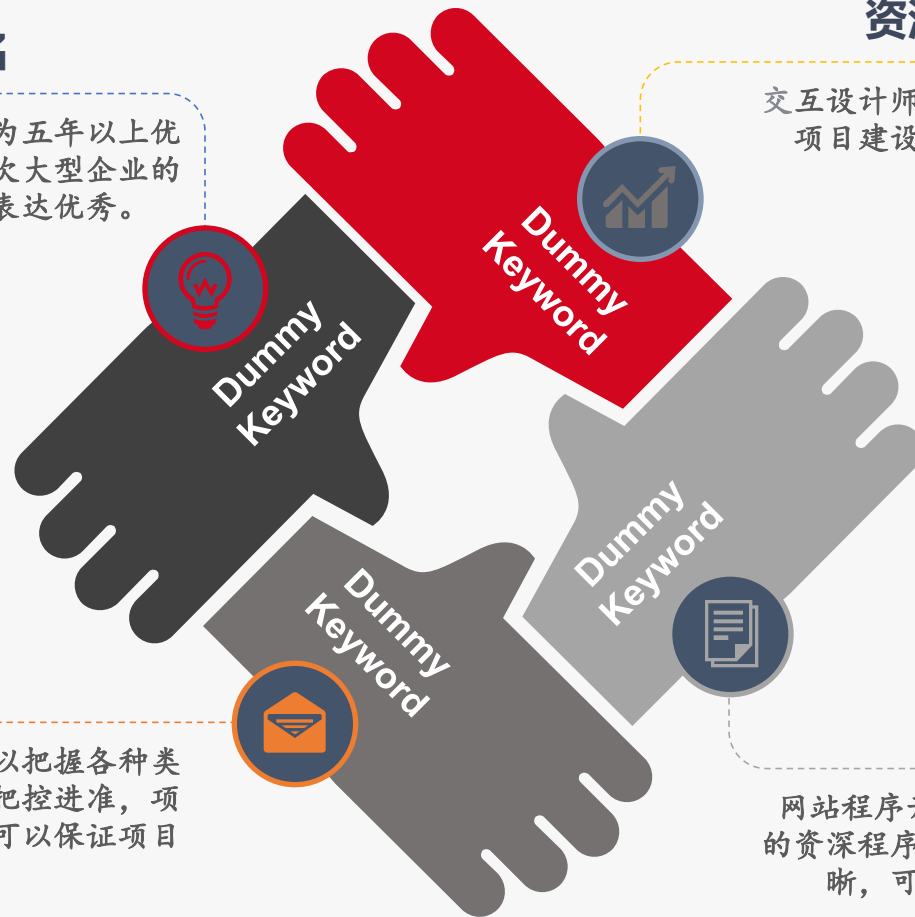 名
为五年以上优
次大型企业的
表达优秀。
资深
交互设计师
项目建设
Dummy
Keyword
Dummy
Keyword
Dummy
Keyword
Dummy
Keyword
以把握各种类
把控进准，项
可以保证项目
网站程序开
的资深程序
晰，可